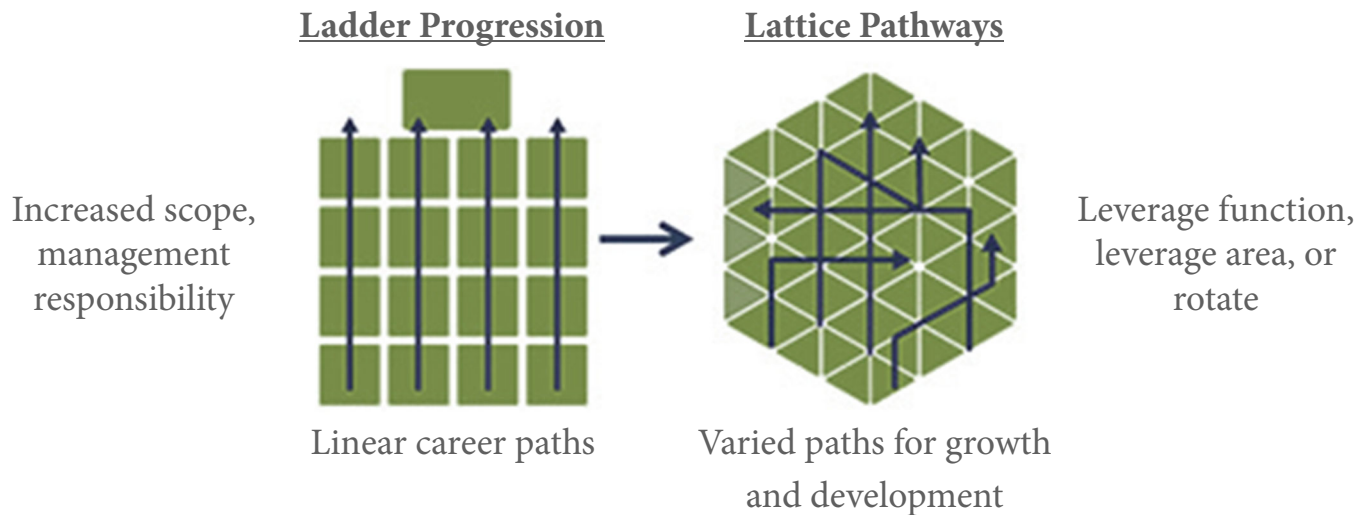 Ladder Progression
Lattice Pathways
Increased scope,
management
responsibility
Leverage function,
leverage area, or
rotate
Linear career paths
Varied paths for growth
and development